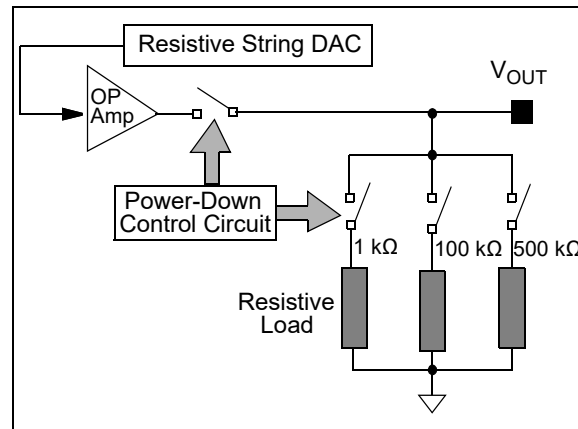 Resistive String DAC
VOUT
OP
Amp
Power-Down
Control Circuit
1 kΩ
100 kΩ
500 kΩ
Resistive
Load